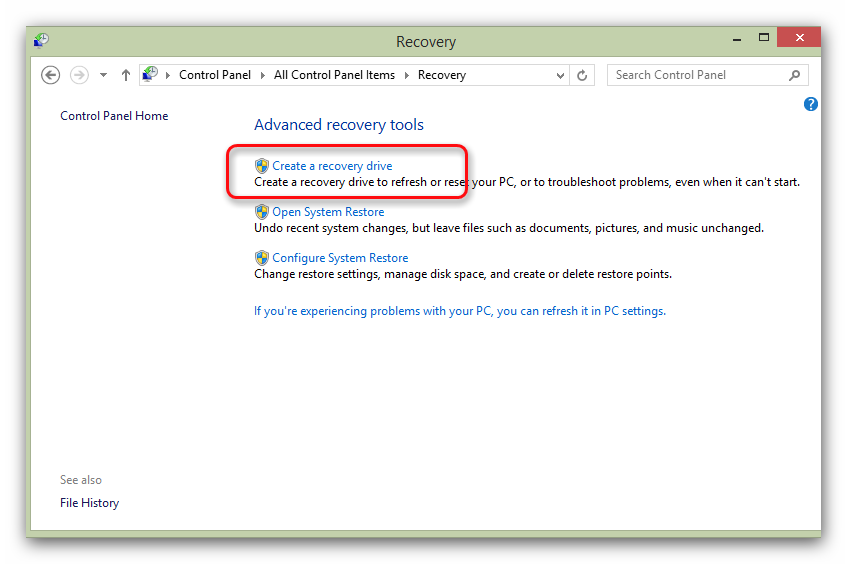 Recovery
Control Panel All Control Panel Items Recovery
Search Control Panel
Control Panel Home
Advanced recovery tools
Create a recovery drive
Create a recovery drive to refresh or reset your PC, or to troubleshoot problems, even when it can't start.
Open System Restore
Undo recent system changes, but leave files such as documents, pictures, and music unchanged.
Configure System Restore
Change restore settings, manage disk space, and create or delete restore points.
If you're experiencing problems with your PC, you can refresh it in PC settings.
See also
File History